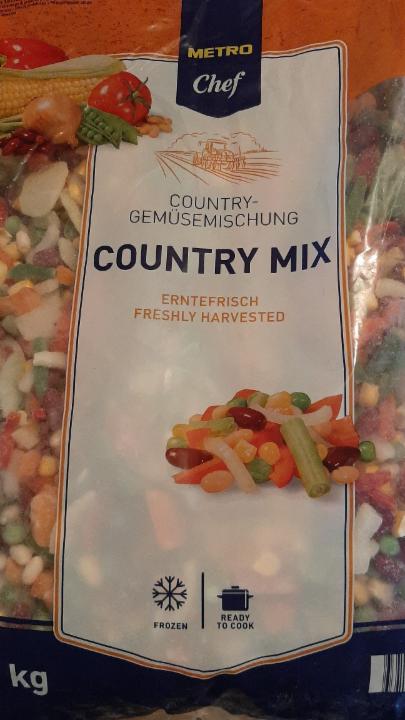 METRO
Chef
COUNTRY-
GEMÜSEMISCHUNG
COUNTRY MIX
ERNTEFRISCH
FRESHLY HARVESTED
FROZEN
READY
TO COOK
kg